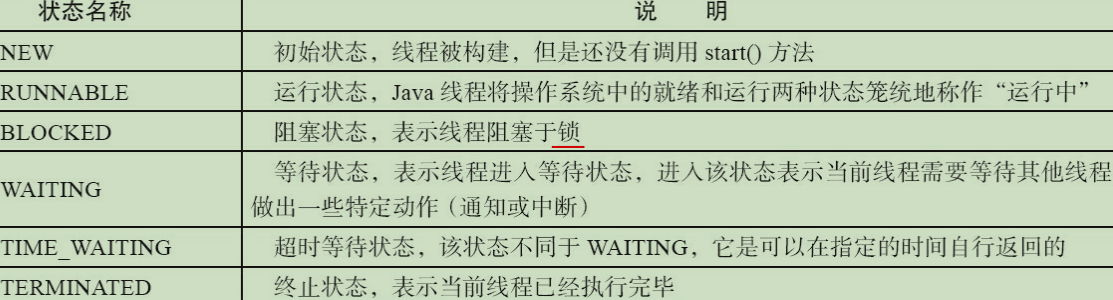 状态名称 说 明
NEW 初始状态，线程被构建，但是还没有调用 start() 方法
RUNNABLE 运行状态，Java 线程将操作系统中的就绪和运行两种状态笼统地称作“运行中”
BLOCKED 阻塞状态，表示线程阻塞于锁
WAITING 等待状态，表示线程进入等待状态，进入该状态表示当前线程需要等待其他线程
做出一些特定动作（通知或中断）
TIME_WAITING 超时等待状态，该状态不同于 WAITING，它是可以在指定的时间自行返回的
TERMINATED 终止状态，表示当前线程已经执行完毕